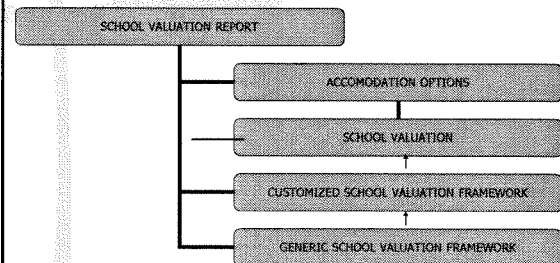 SCHOOL VALUATION REPORT
ACCOMODATION OPTIONS
SCHOOL VALUATION
CUSTOMIZED SCHOOL VALUATION FRAMEWORK
GENERIC SCHOOL VALUATION FRAMEWORK